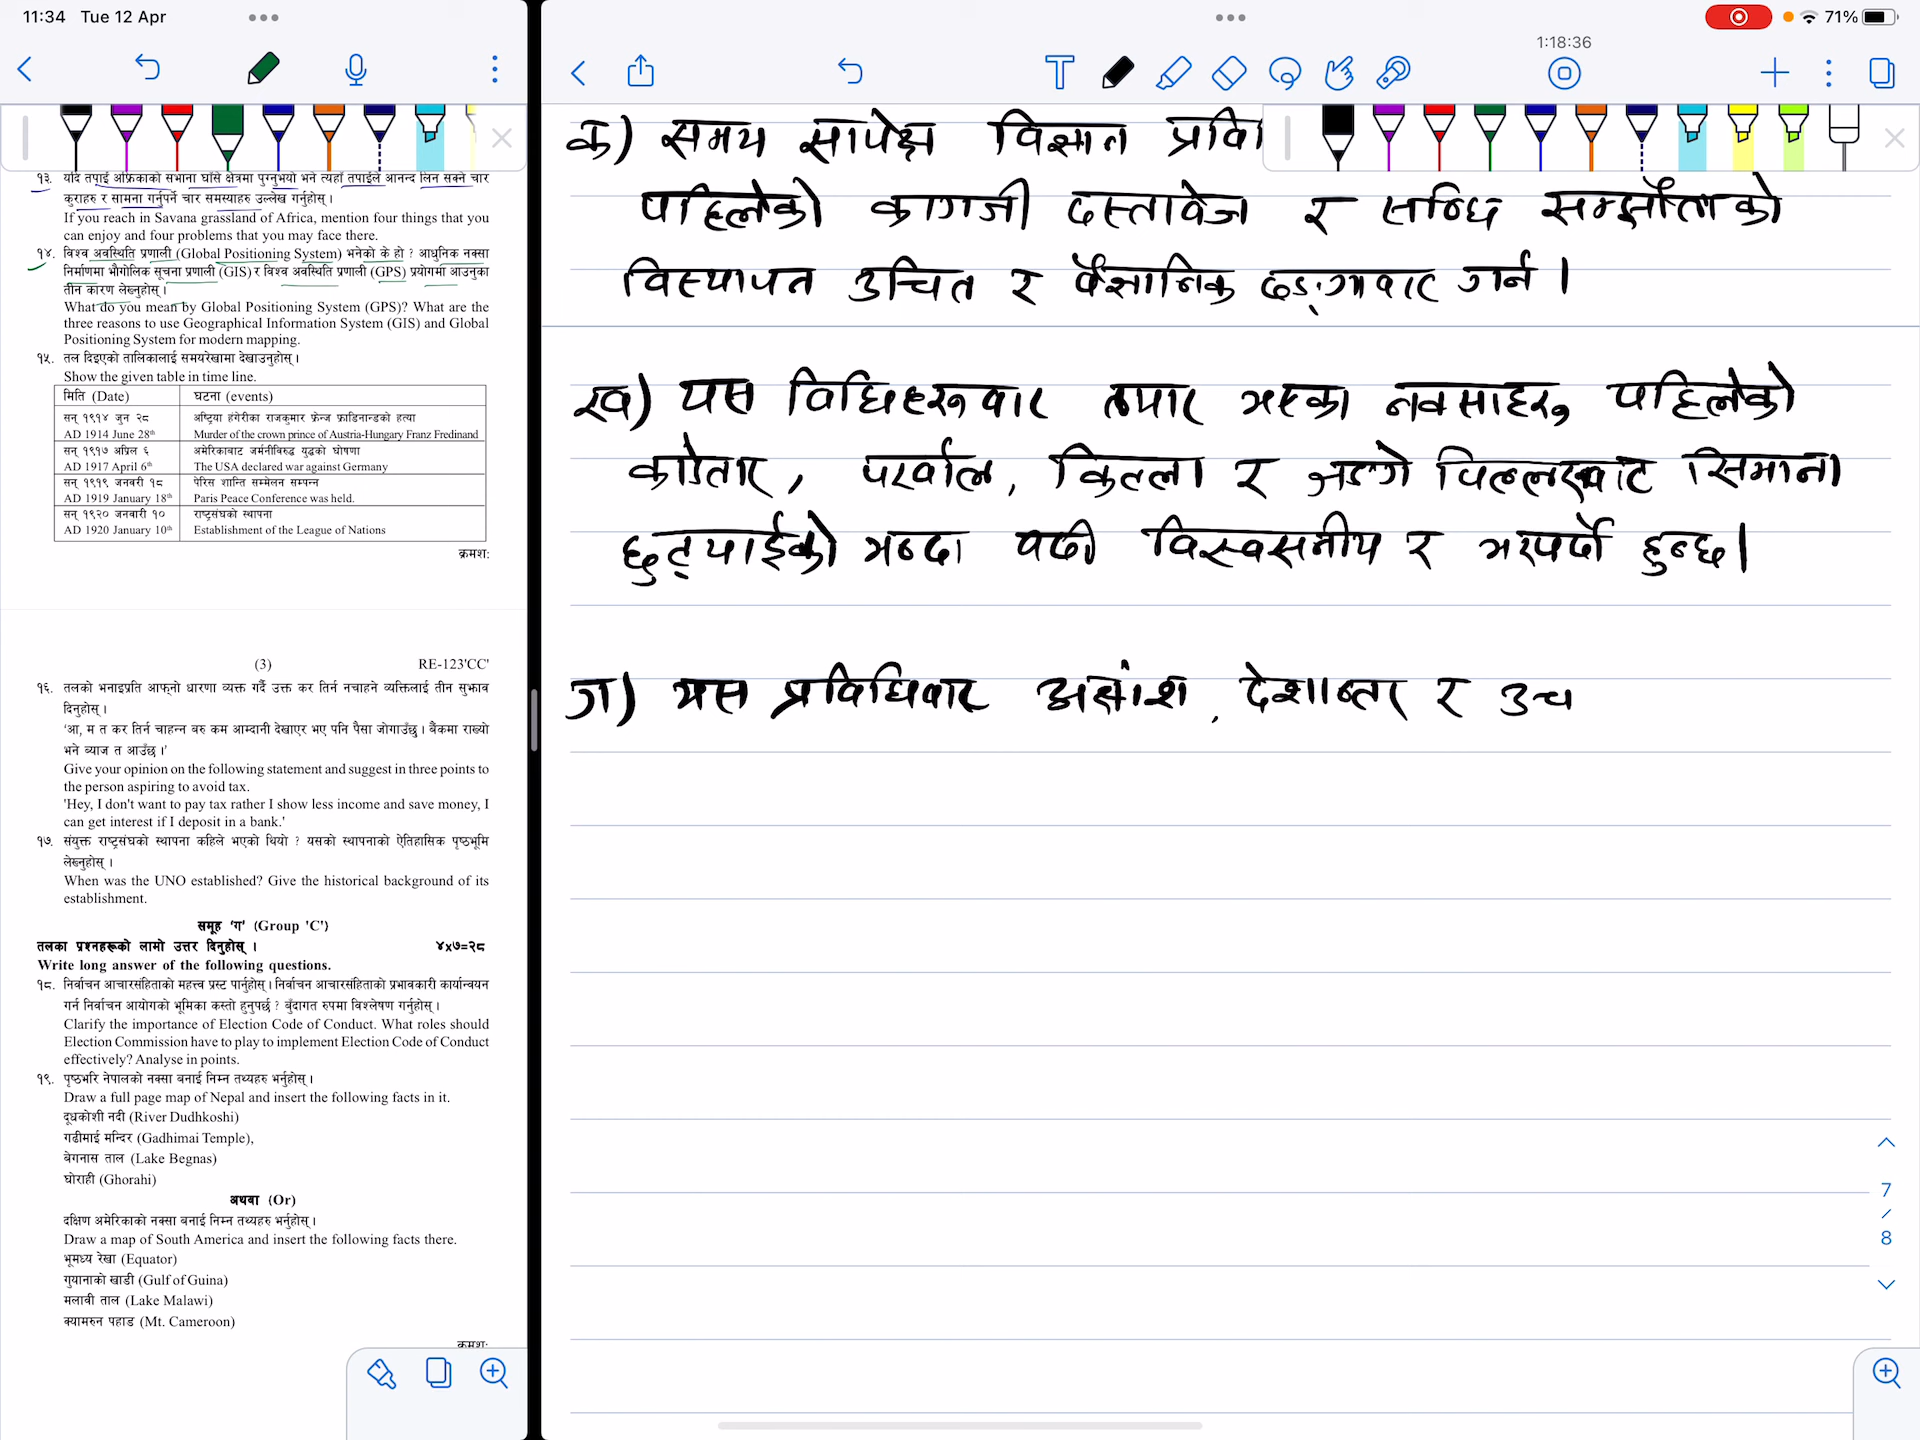 11:34 Tue 12 Apr
71%
1:18:36
१३. यदि तपाई अफ्रिकाको सभाना घाँसे क्षेत्रमा पुग्नुभयो भने त्यहाँ तपाईले आनन्द लिन सक्ने चार
कुराहरु र सामना गर्नुपर्ने चार समस्याहरु उल्लेख गर्नुहोस् ।
If you reach in Savana grassland of Africa, mention four things that you
can enjoy and four problems that you may face there.
१४. विश्व अवस्थिति प्रणाली (Global Positioning System) भनेको के हो ? आधुनिक नक्सा
निर्माणमा भौगोलिक सूचना प्रणाली (GIS) र विश्व अवस्थिति प्रणाली (GPS) प्रयोगमा आउनुका
तीन कारण लेख्नुहोस् ।
What do you mean by Global Positioning System (GPS)? What are the
three reasons to use Geographical Information System (GIS) and Global
Positioning System for modern mapping.
१५. तल दिइएको तालिकालाई समयरेखामा देखाउनुहोस् ।
Show the given table in time line.
मिति (Date) घटना (events)
सन् १९१४ जुन २८ अष्ट्रिया हंगेरीका राजकुमार फ्रेन्ज फ्राडिनान्डको हत्या
AD 1914 June 28th Murder of the crown prince of Austria-Hungary Franz Fredinand
सन् १९१७ अप्रिल ६ अमेरिकाबाट जर्मनीविरुद्ध युद्धको घोषणा
AD 1917 April 6th The USA declared war against Germany
सन् १९१९ जनवरी १८ पेरिस शान्ति सम्मेलन सम्पन्न
AD 1919 January 18th Paris Peace Conference was held.
सन् १९२० जनवारी १० राष्ट्रसंघको स्थापना
AD 1920 January 10th Establishment of the League of Nations
क्रमश:
(3) RE-123'CC'
१६. तलको भनाइप्रति आफ्नो धारणा व्यक्त गर्दै उक्त कर तिर्न नचाहने व्यक्तिलाई तीन सुझाव
दिनुहोस् ।
'आ, म त कर तिर्न चाहन्न बरु कम आम्दानी देखाएर भए पनि पैसा जोगाउँछु । बैंकमा राख्यो
भने ब्याज त आउँछ ।'
Give your opinion on the following statement and suggest in three points to
the person aspiring to avoid tax.
'Hey, I don't want to pay tax rather I show less income and save money, I
can get interest if I deposit in a bank.'
१७. संयुक्त राष्ट्रसंघको स्थापना कहिले भएको थियो ? यसको स्थापनाको ऐतिहासिक पृष्ठभूमि
लेख्नुहोस् ।
When was the UNO established? Give the historical background of its
establishment.
समूह 'ग' (Group 'C')
तलका प्रश्नहरूको लामो उत्तर दिनुहोस् । ४x७=२८
Write long answer of the following questions.
१८. निर्वाचन आचारसंहिताको महत्त्व प्रस्ट पार्नुहोस् । निर्वाचन आचारसंहिताको प्रभावकारी कार्यान्वयन
गर्न निर्वाचन आयोगको भूमिका कस्तो हुनुपर्छ ? बुँदागत रुपमा विश्लेषण गर्नुहोस् ।
Clarify the importance of Election Code of Conduct. What roles should
Election Commission have to play to implement Election Code of Conduct
effectively? Analyse in points.
१९. पृष्ठभरि नेपालको नक्सा बनाई निम्न तथ्यहरु भर्नुहोस् ।
Draw a full page map of Nepal and insert the following facts in it.
दूधकोशी नदी (River Dudhkoshi)
गढीमाई मन्दिर (Gadhimai Temple),
बेगनास ताल (Lake Begnas)
घोराही (Ghorahi)
अथवा (Or)
दक्षिण अमेरिकाको नक्सा बनाई निम्न तथ्यहरु भर्नुहोस् ।
Draw a map of South America and insert the following facts there.
भूमध्य रेखा (Equator)
गुयानाको खाडी (Gulf of Guina)
मलावी ताल (Lake Malawi)
क्यामरुन पहाड (Mt. Cameroon)
क्रमश:
क) समय सापेक्ष विज्ञान प्रवि
पहिलेको कागजी दस्तावेज र सन्धि सम्झौताको
विस्थापन उचित र वैज्ञानिक ढङ्गबाट गर्न ।
ख) यस विधिहरूबाट तयार भएका नक्साहरू पहिलेको
काँडेतार, पर्खाल, किल्ला र जङ्गे पिल्लरबाट सिमाना
छुट्याईको भन्दा बढी विस्वसनीय र भरपर्दो हुन्छ।
ग) यस प्रविधिबाट अक्षांश, देशान्तर र उच
7
/
8